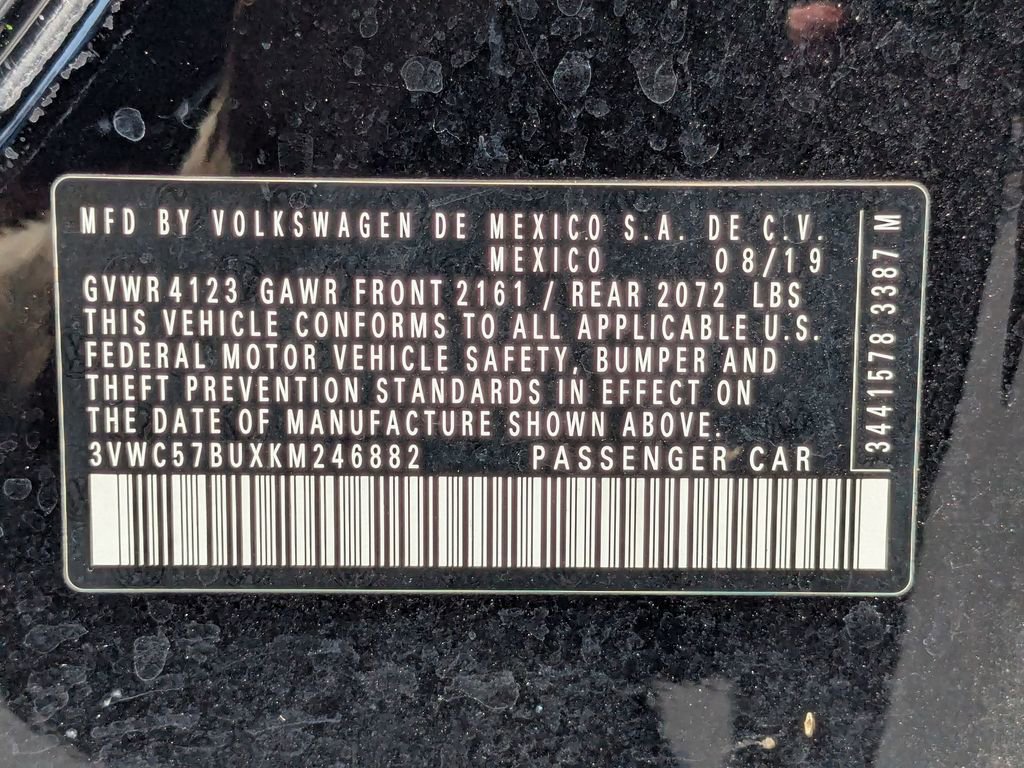 MFD BY VOLKSWAGEN DE MEXICO S.A. DE C.V.
MEXICO 08/19
GVWR 4123 GAWR FRONT 2161 / REAR 2072 LBS
THIS VEHICLE CONFORMS TO ALL APPLICABLE U.S.
FEDERAL MOTOR VEHICLE SAFETY, BUMPER AND
THEFT PREVENTION STANDARDS IN EFFECT ON
THE DATE OF MANUFACTURE SHOWN ABOVE.
3VWC57BUXKM246882 PASSENGER CAR
3441578 3387 M